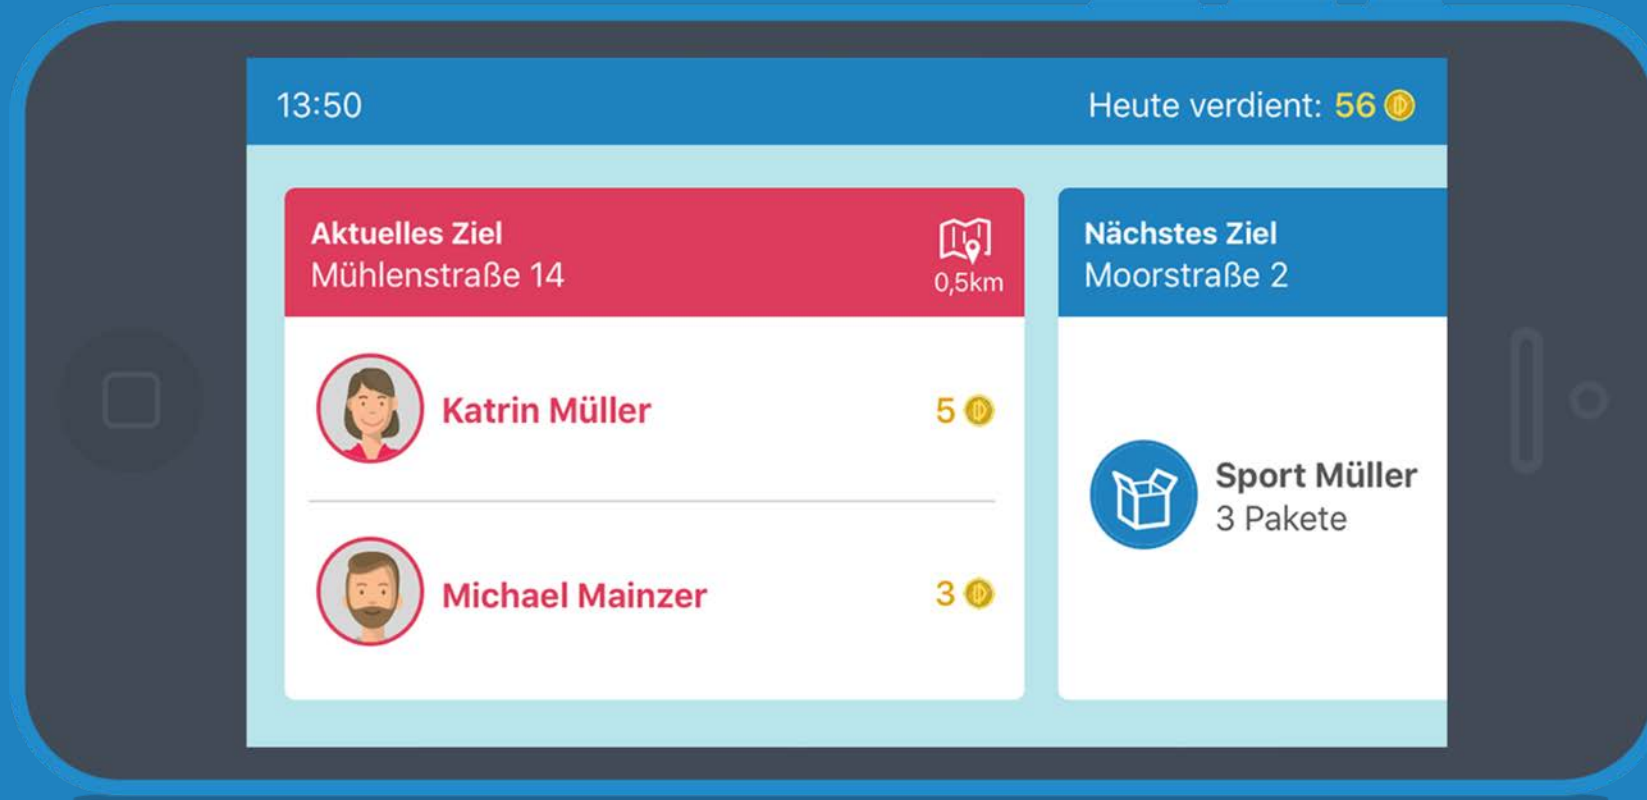 13:50
Heute verdient: 56
Aktuelles Ziel
Mühlenstraße 14
0,5km
Katrin Müller
5
Michael Mainzer
3
Nächstes Ziel
Moorstraße 2
Sport Müller
3 Pakete